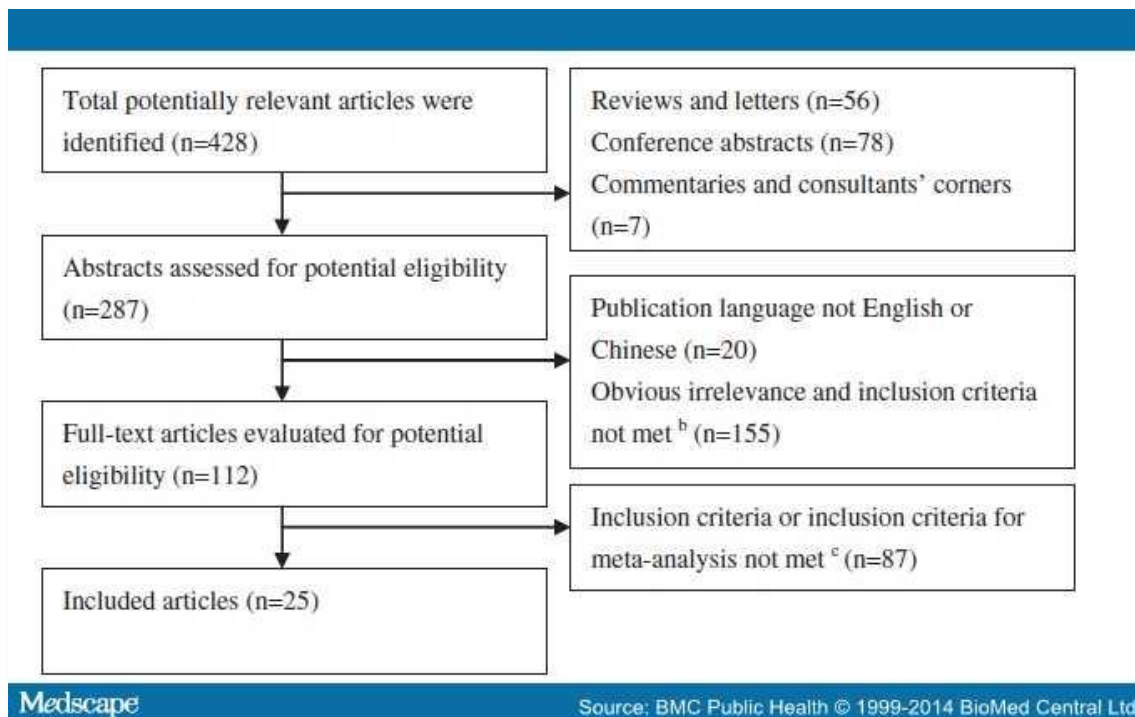 Total potentially relevant articles were
identified (n=428)
Reviews and letters (n=56)
Conference abstracts (n=78)
Commentaries and consultants' corners
(n=7)
Abstracts assessed for potential eligibility
(n=287)
Publication language not English or
Chinese (n=20)
Obvious irrelevance and inclusion criteria
not met b (n=155)
Full-text articles evaluated for potential
eligibility (n=112)
Inclusion criteria or inclusion criteria for
meta-analysis not met c (n=87)
Included articles (n=25)
Medscape
Source: BMC Public Health © 1999-2014 BioMed Central Ltd